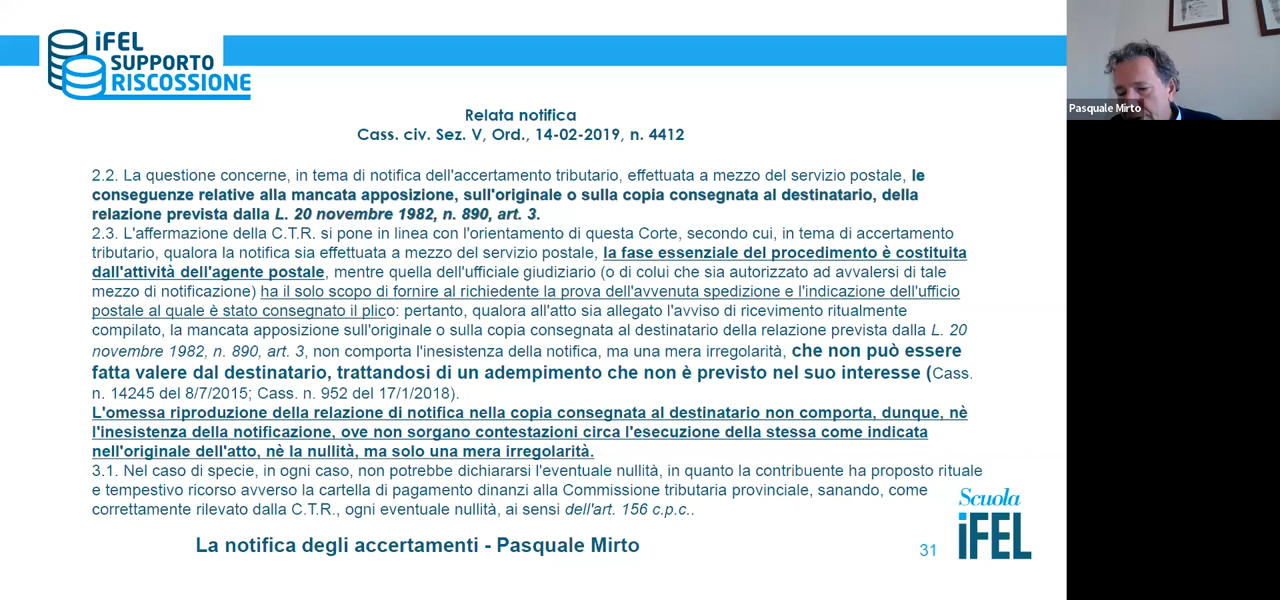 iFEL
SUPPORTO
RISCOSSIONE
Pasquale Mirto
Relata notifica
Cass. civ. Sez. V, Ord., 14-02-2019, n. 4412
2.2. La questione concerne, in tema di notifica dell'accertamento tributario, effettuata a mezzo del servizio postale, le
conseguenze relative alla mancata apposizione, sull'originale o sulla copia consegnata al destinatario, della
relazione prevista dalla L. 20 novembre 1982, n. 890, art. 3.
2.3. L'affermazione della C.T.R. si pone in linea con l'orientamento di questa Corte, secondo cui, in tema di accertamento
tributario, qualora la notifica sia effettuata a mezzo del servizio postale, la fase essenziale del procedimento è costituita
dall'attività dell'agente postale, mentre quella dell'ufficiale giudiziario (o di colui che sia autorizzato ad avvalersi di tale
mezzo di notificazione) ha il solo scopo di fornire al richiedente la prova dell'avvenuta spedizione e l'indicazione dell'ufficio
postale al quale è stato consegnato il plico: pertanto, qualora all'atto sia allegato l'avviso di ricevimento ritualmente
compilato, la mancata apposizione sull'originale o sulla copia consegnata al destinatario della relazione prevista dalla L. 20
novembre 1982, n. 890, art. 3, non comporta l'inesistenza della notifica, ma una mera irregolarità, che non può essere
fatta valere dal destinatario, trattandosi di un adempimento che non è previsto nel suo interesse (Cass.
n. 14245 del 8/7/2015; Cass. n. 952 del 17/1/2018).
L'omessa riproduzione della relazione di notifica nella copia consegnata al destinatario non comporta, dunque, nè
l'inesistenza della notificazione, ove non sorgano contestazioni circa l'esecuzione della stessa come indicata
nell'originale dell'atto, nè la nullità, ma solo una mera irregolarità.
3.1. Nel caso di specie, in ogni caso, non potrebbe dichiararsi l'eventuale nullità, in quanto la contribuente ha proposto rituale
e tempestivo ricorso avverso la cartella di pagamento dinanzi alla Commissione tributaria provinciale, sanando, come
correttamente rilevato dalla C.T.R., ogni eventuale nullità, ai sensi dell'art. 156 c.p.c..
La notifica degli accertamenti - Pasquale Mirto
31
Scuola
iFEL